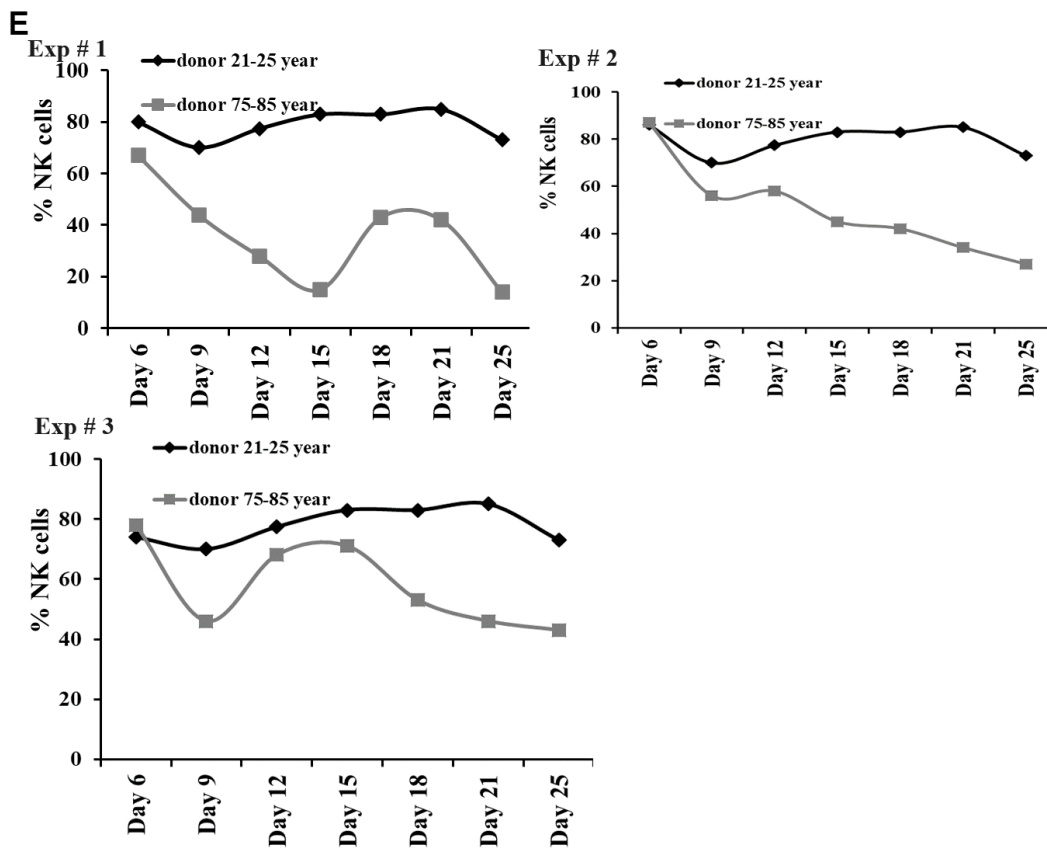 E
Exp # 1
donor 21-25 year
donor 75-85 year
% NK cells
100
80
60
40
20
0
Day 6
Day 9
Day 12
Day 15
Day 18
Day 21
Day 25
Exp # 2
donor 21-25 year
donor 75-85 year
% NK cells
100
80
60
40
20
0
Day 6
Day 9
Day 12
Day 15
Day 18
Day 21
Day 25
Exp # 3
donor 21-25 year
donor 75-85 year
% NK cells
100
80
60
40
20
0
Day 6
Day 9
Day 12
Day 15
Day 18
Day 21
Day 25